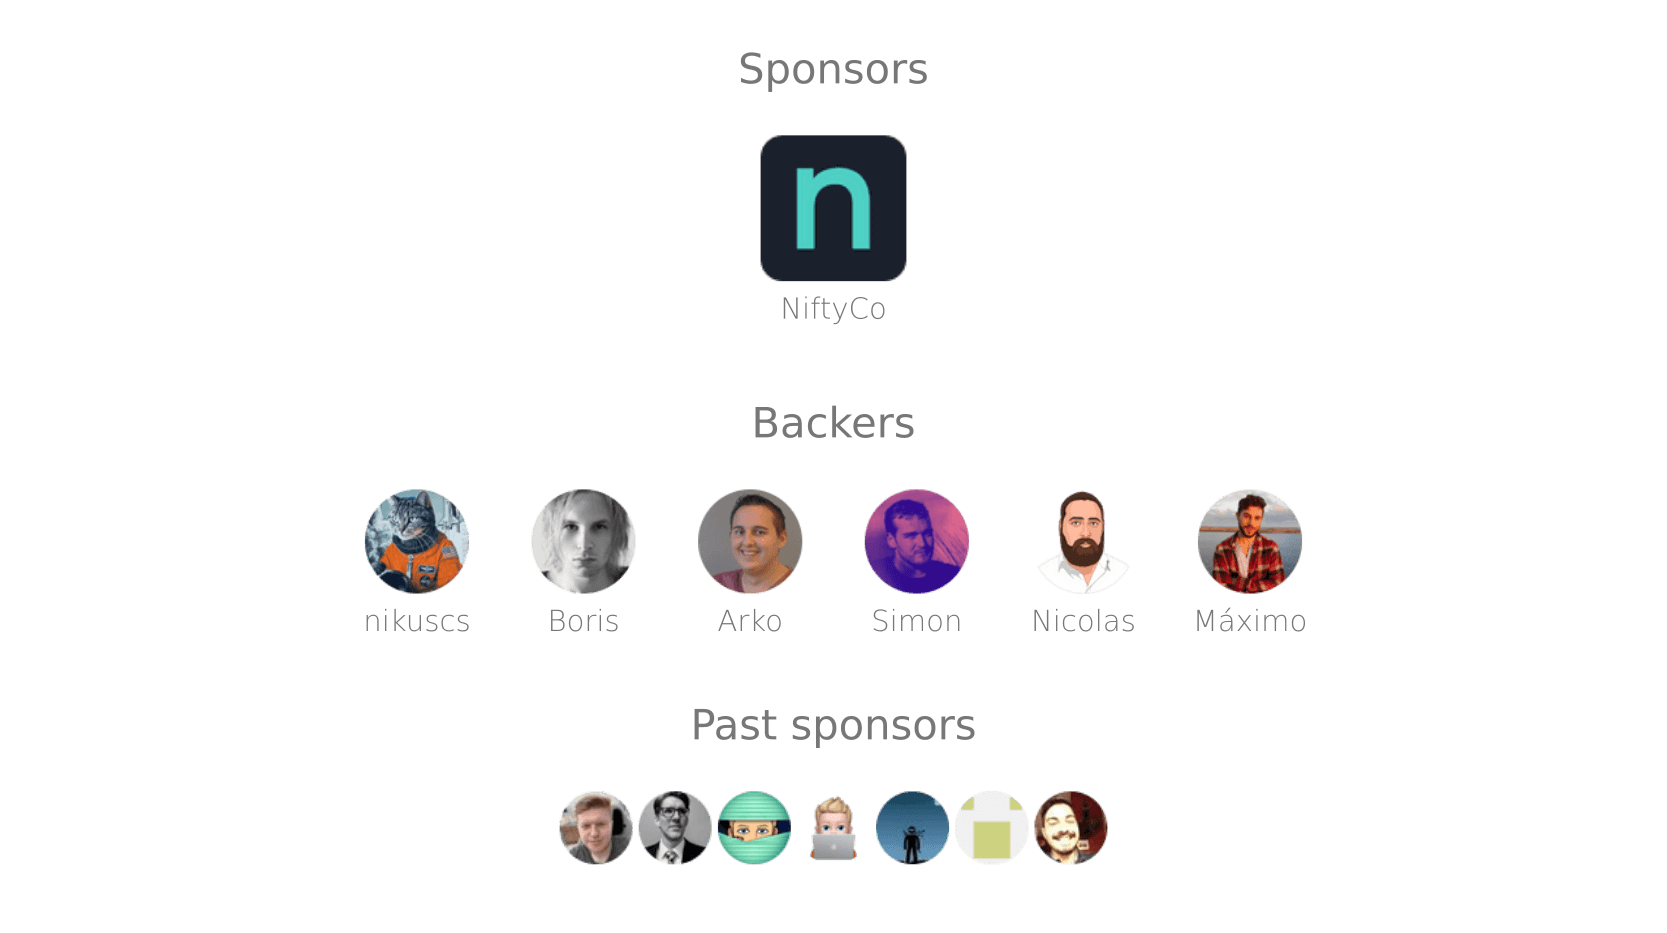 Sponsors
n
NiftyCo
Backers
nikuscs Boris Arko Simon Nicolas Máximo
Past sponsors